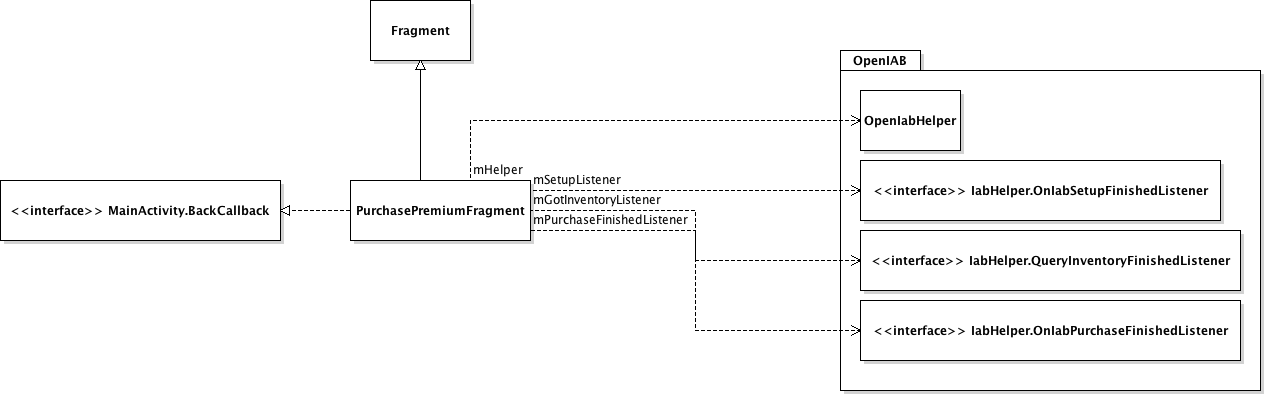 Fragment
OpenIAB
OpenIabHelper
mHelper
mSetupListener
<<interface>> IabHelper.OnIabSetupFinishedListener
mGotInventoryListener
<<interface>> MainActivity.BackCallback
PurchasePremiumFragment
mPurchaseFinishedListener
<<interface>> IabHelper.QueryInventoryFinishedListener
<<interface>> IabHelper.OnIabPurchaseFinishedListener